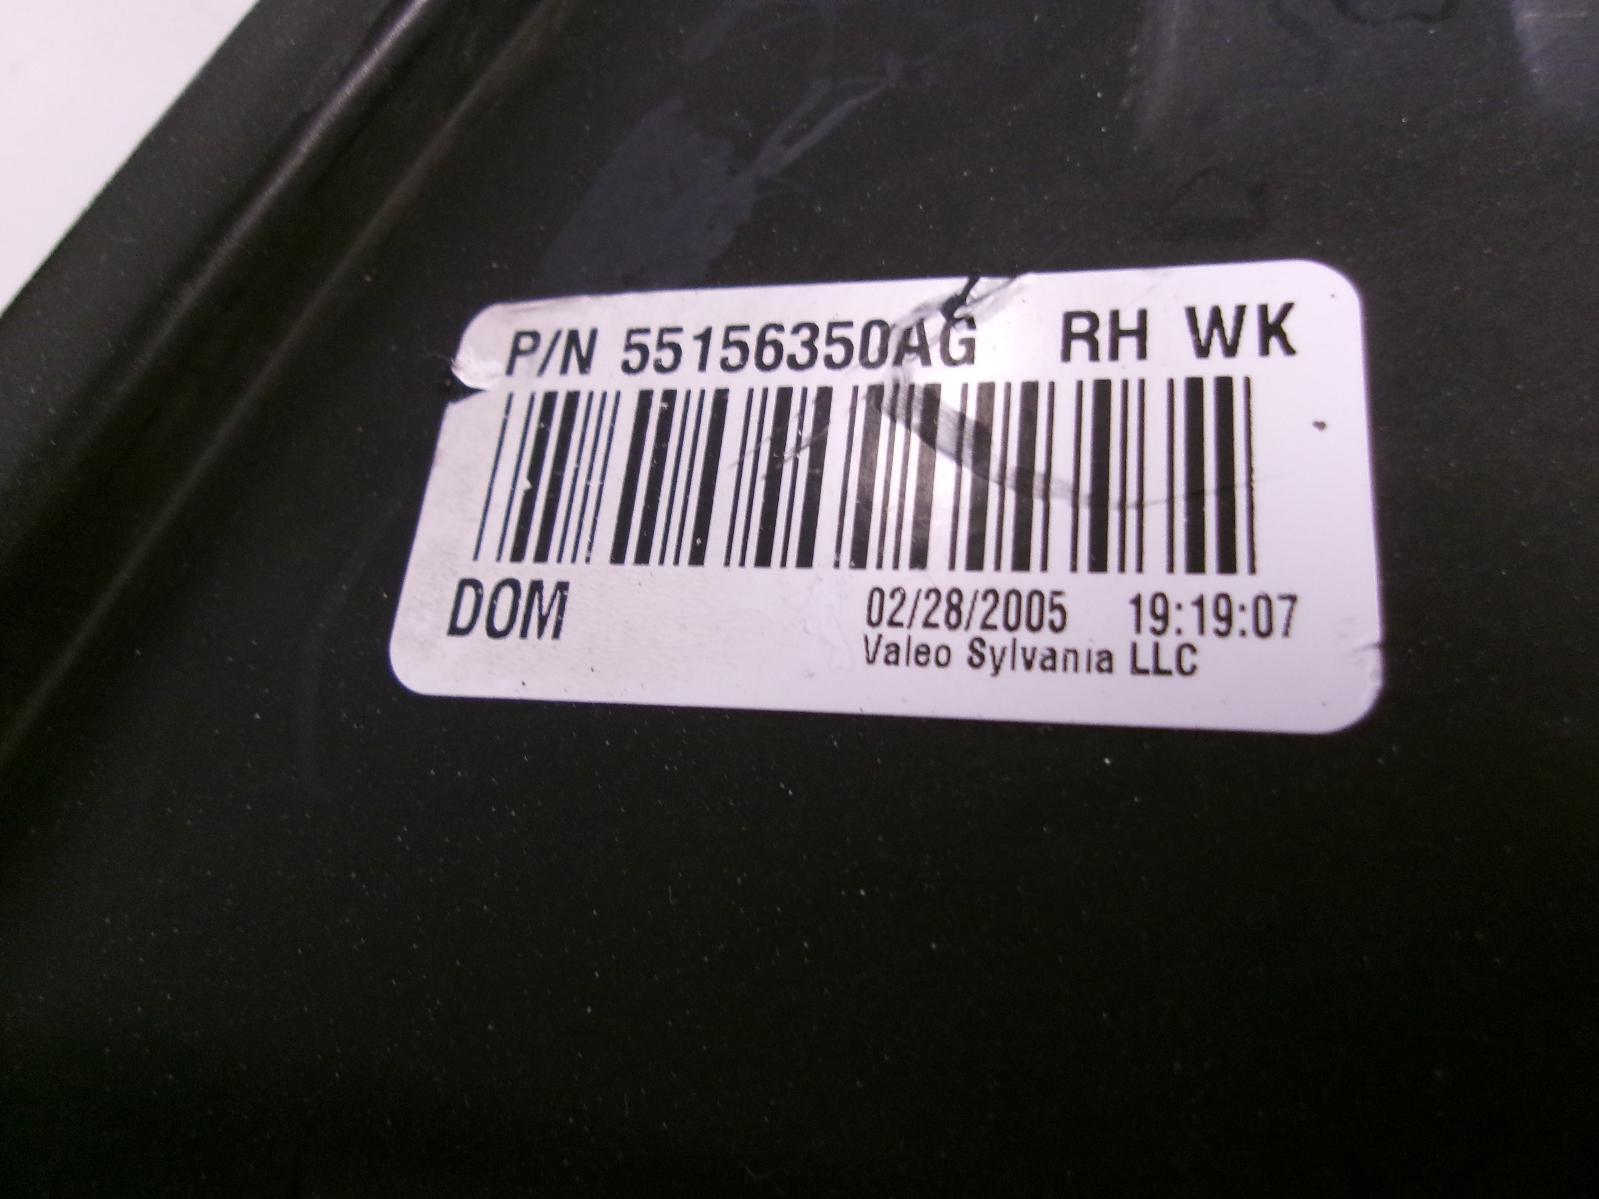 P/N 55156350AG RH WK
DOM 02/28/2005 19:19:07
Valeo Sylvania LLC